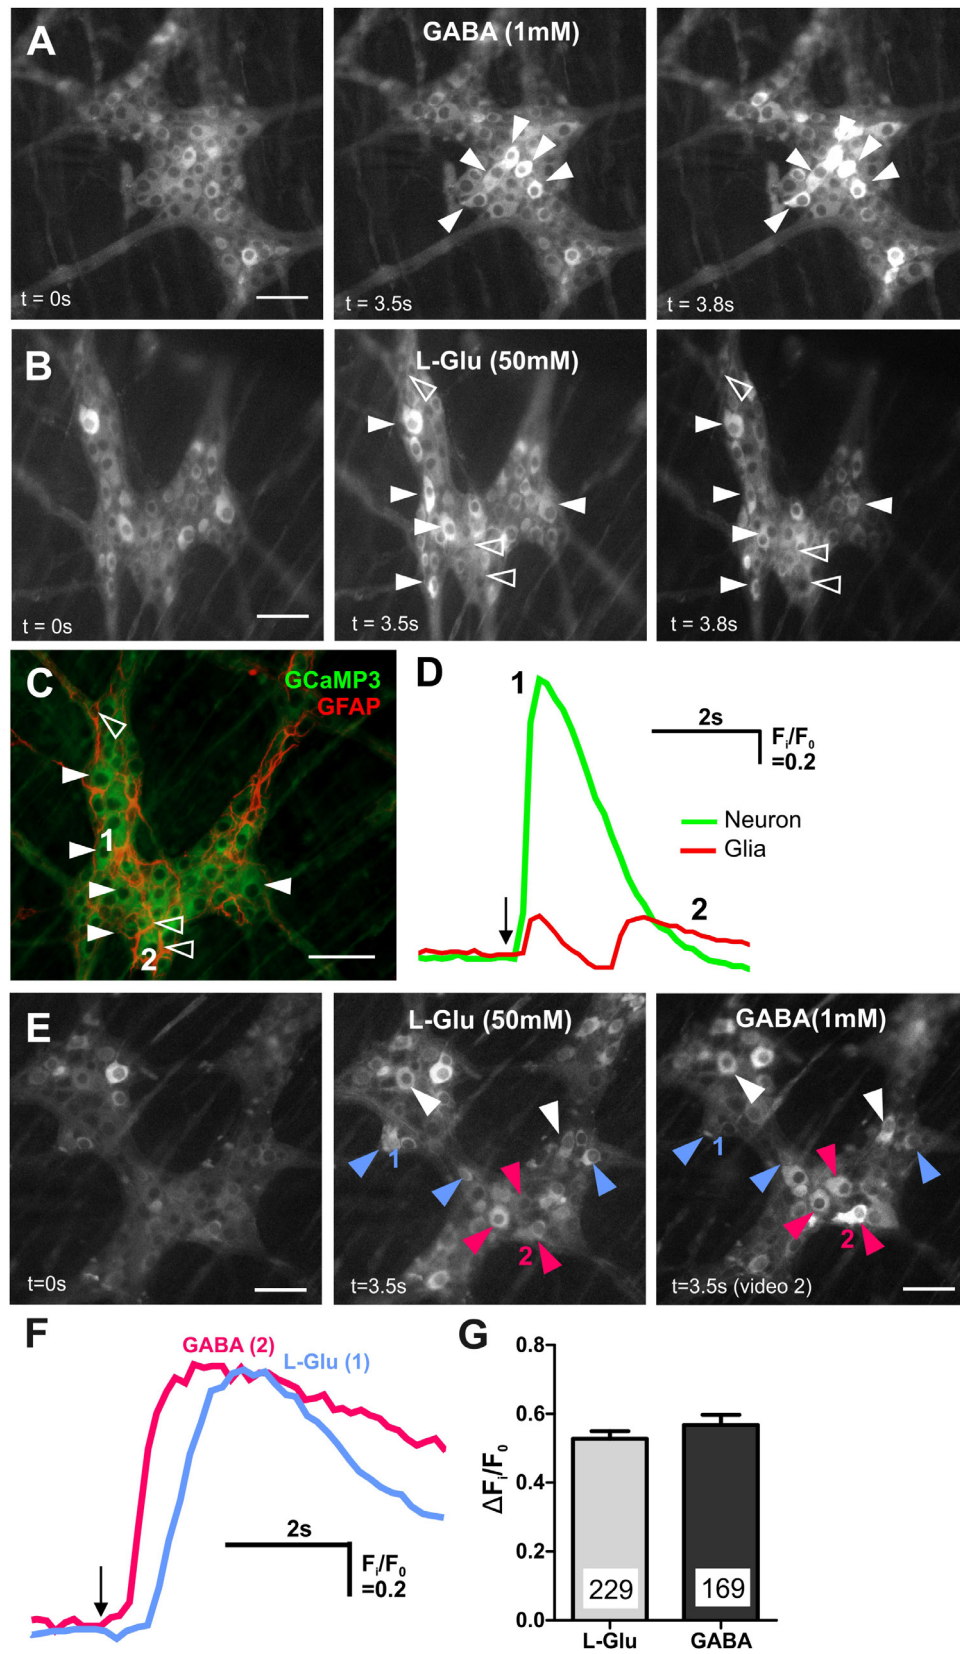 A
GABA (1mM)
t = 0s
t = 3.5s
t = 3.8s
B
L-Glu (50mM)
t = 0s
t = 3.5s
t = 3.8s
C
GCaMP3
GFAP
1
2
D
1
2s
Fi/F0
=0.2
Neuron
Glia
2
E
L-Glu (50mM)
GABA(1mM)
1
1
2
2
t=0s
t=3.5s
t=3.5s (video 2)
F
GABA (2)
L-Glu (1)
2s
Fi/F0
=0.2
G
ΔFi/F0
0.8
0.6
0.4
0.2
0.0
229
169
L-Glu
GABA